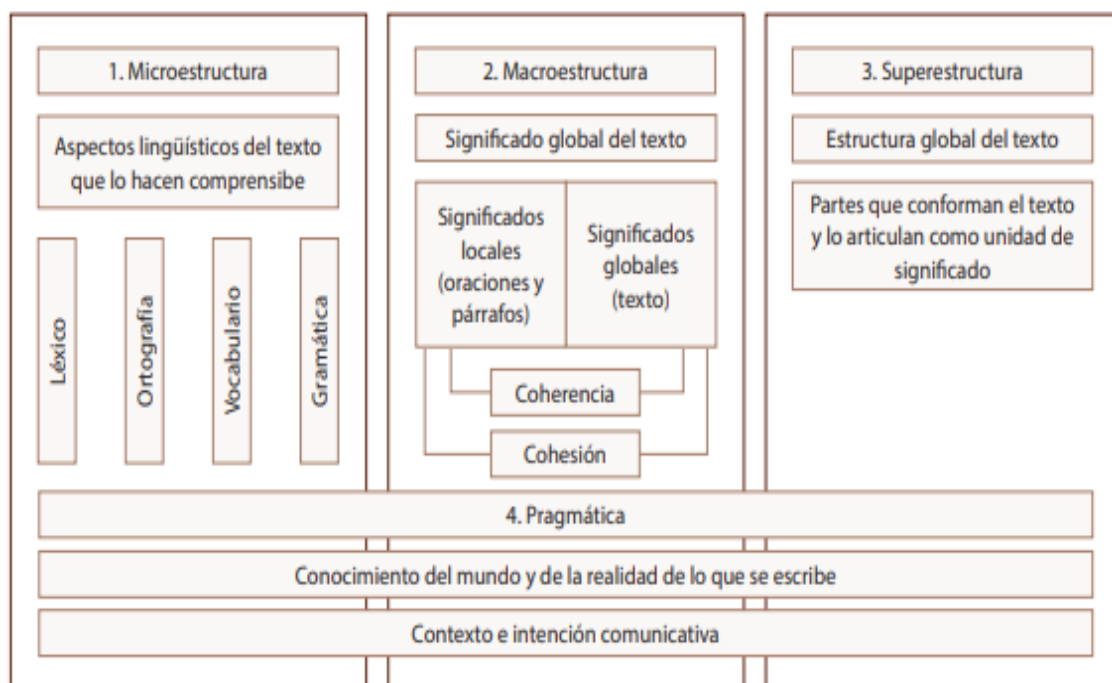 1. Microestructura
Aspectos lingüísticos del texto
que lo hacen comprensibe
Léxico
Ortografía
Vocabulario
Gramática
2. Macroestructura
Significado global del texto
Significados
locales
(oraciones y
párrafos)
Significados
globales
(texto)
Coherencia
Cohesión
3. Superestructura
Estructura global del texto
Partes que conforman el texto
y lo articulan como unidad de
significado
4. Pragmática
Conocimiento del mundo y de la realidad de lo que se escribe
Contexto e intención comunicativa